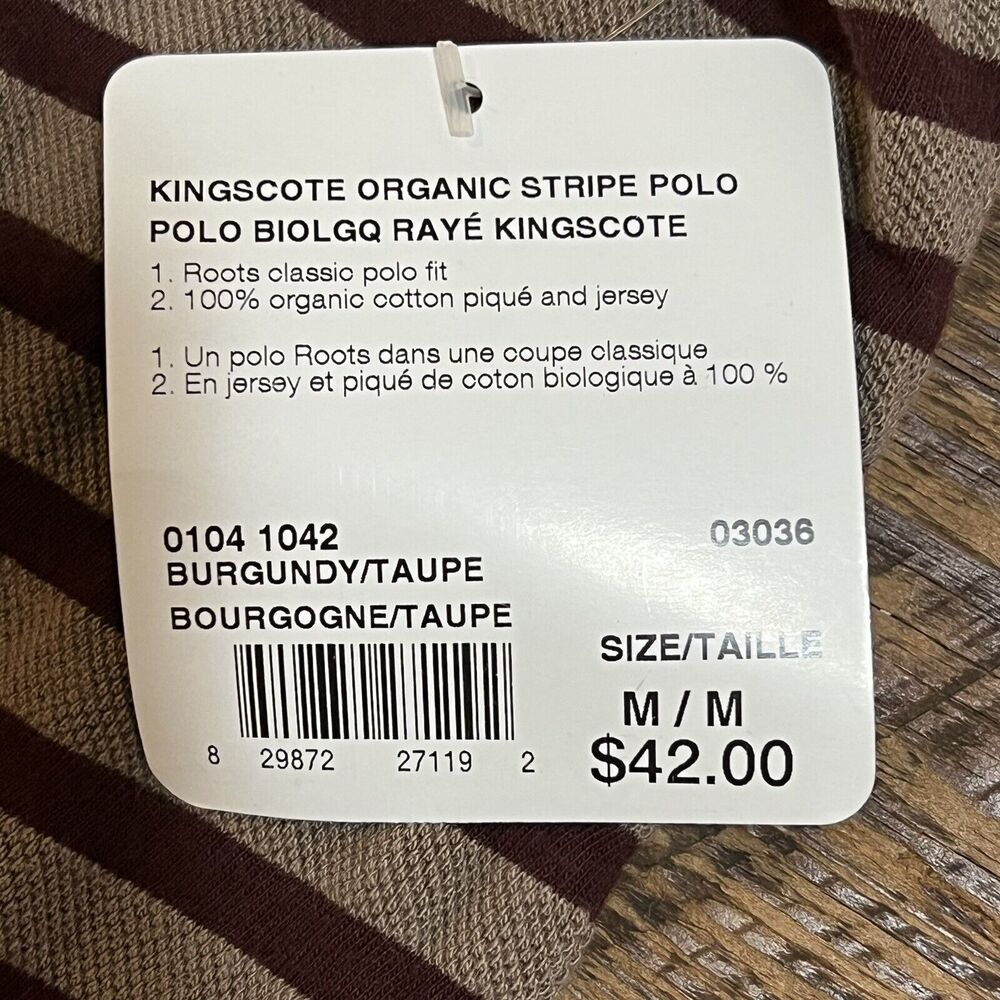 KINGSCOTE ORGANIC STRIPE POLO
POLO BIOLGQ RAYÉ KINGSCOTE
1. Roots classic polo fit
2. 100% organic cotton piqué and jersey
1. Un polo Roots dans une coupe classique
2. En jersey et piqué de coton biologique à 100 %
0104 1042 03036
BURGUNDY/TAUPE
BOURGOGNE/TAUPE
SIZE/TAILLE
M / M
$42.00
8 29872 27119 2